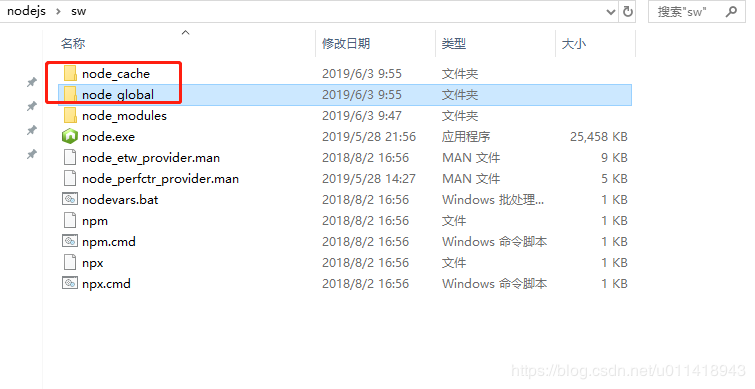 nodejs › sw 搜索"sw"
名称 修改日期 类型 大小
node_cache 2019/6/3 9:55 文件夹
node_global 2019/6/3 9:55 文件夹
node_modules 2019/6/3 9:47 文件夹
node.exe 2019/5/28 21:56 应用程序 25,458 KB
node_etw_provider.man 2018/8/2 16:56 MAN 文件 9 KB
node_perfctr_provider.man 2019/5/28 14:27 MAN 文件 5 KB
nodevars.bat 2018/8/2 16:56 Windows 批处理... 1 KB
npm 2018/8/2 16:56 文件 1 KB
npm.cmd 2018/8/2 16:56 Windows 命令脚本 1 KB
npx 2018/8/2 16:56 文件 1 KB
npx.cmd 2018/8/2 16:56 Windows 命令脚本 1 KB
https://blog.csdn.net/u011418943